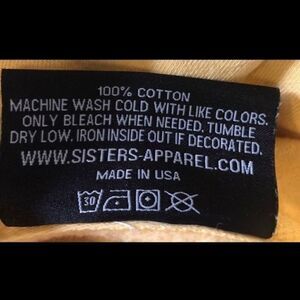 100% COTTON
MACHINE WASH COLD WITH LIKE COLORS.
ONLY BLEACH WHEN NEEDED. TUMBLE
DRY LOW. IRON INSIDE OUT IF DECORATED.
WWW.SISTERS-APPAREL.COM
MADE IN USA
30